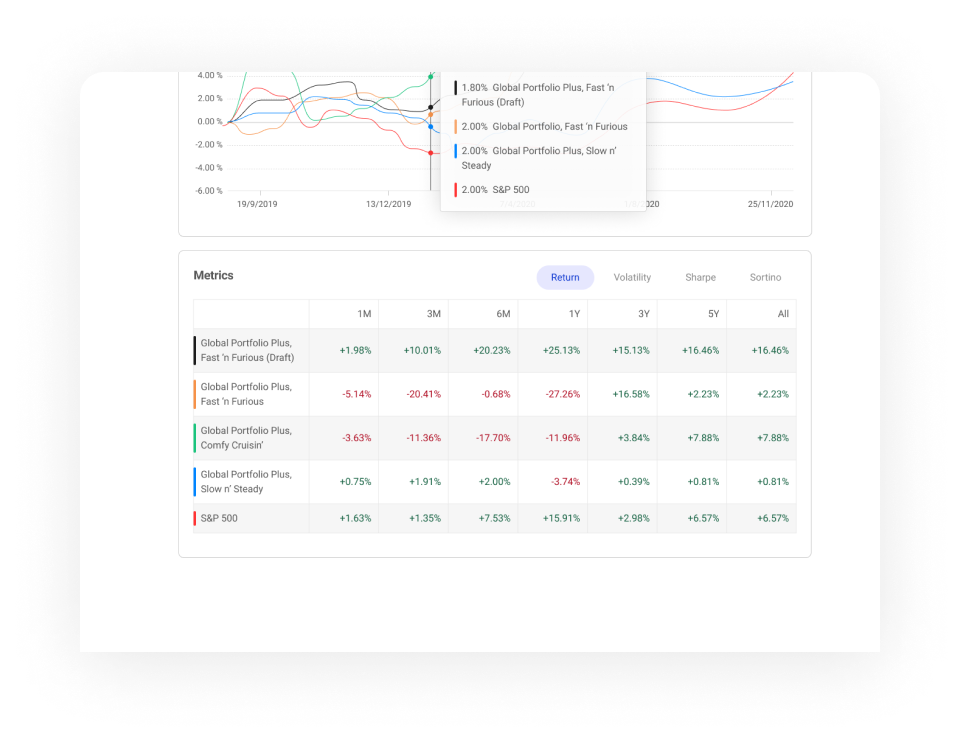 4.00 %
2.00 %
0.00 %
-2.00 %
-4.00 %
-6.00 %
1.80% Global Portfolio Plus, Fast ’n
Furious (Draft)
2.00% Global Portfolio, Fast ’n Furious
2.00% Global Portfolio Plus, Slow n’
Steady
2.00% S&P 500
19/9/2019 13/12/2019 2020 25/11/2020
Metrics
Return Volatility Sharpe Sortino
1M 3M 6M 1Y 3Y 5Y All
Global Portfolio Plus,
Fast ’n Furious (Draft) +1.98% +10.01% +20.23% +25.13% +15.13% +16.46% +16.46%
Global Portfolio Plus,
Fast ’n Furious -5.14% -20.41% -0.68% -27.26% +16.58% +2.23% +2.23%
Global Portfolio Plus,
Comfy Cruisin’ -3.63% -11.36% -17.70% -11.96% +3.84% +7.88% +7.88%
Global Portfolio Plus,
Slow n’ Steady +0.75% +1.91% +2.00% -3.74% +0.39% +0.81% +0.81%
S&P 500 +1.63% +1.35% +7.53% +15.91% +2.98% +6.57% +6.57%